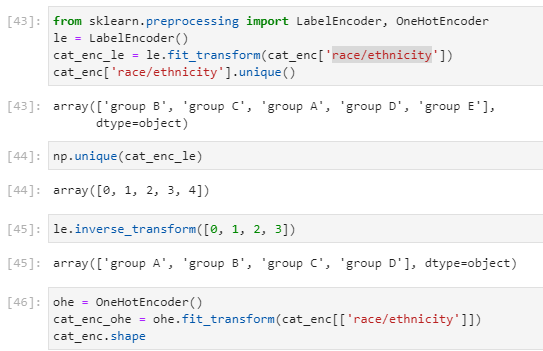 [43]: from sklearn.preprocessing import LabelEncoder, OneHotEncoder
le = LabelEncoder()
cat_enc_le = le.fit_transform(cat_enc['race/ethnicity'])
cat_enc['race/ethnicity'].unique()
[43]: array(['group B', 'group C', 'group A', 'group D', 'group E'],
dtype=object)
[44]: np.unique(cat_enc_le)
[44]: array([0, 1, 2, 3, 4])
[45]: le.inverse_transform([0, 1, 2, 3])
[45]: array(['group A', 'group B', 'group C', 'group D'], dtype=object)
[46]: ohe = OneHotEncoder()
cat_enc_ohe = ohe.fit_transform(cat_enc[['race/ethnicity']])
cat_enc.shape